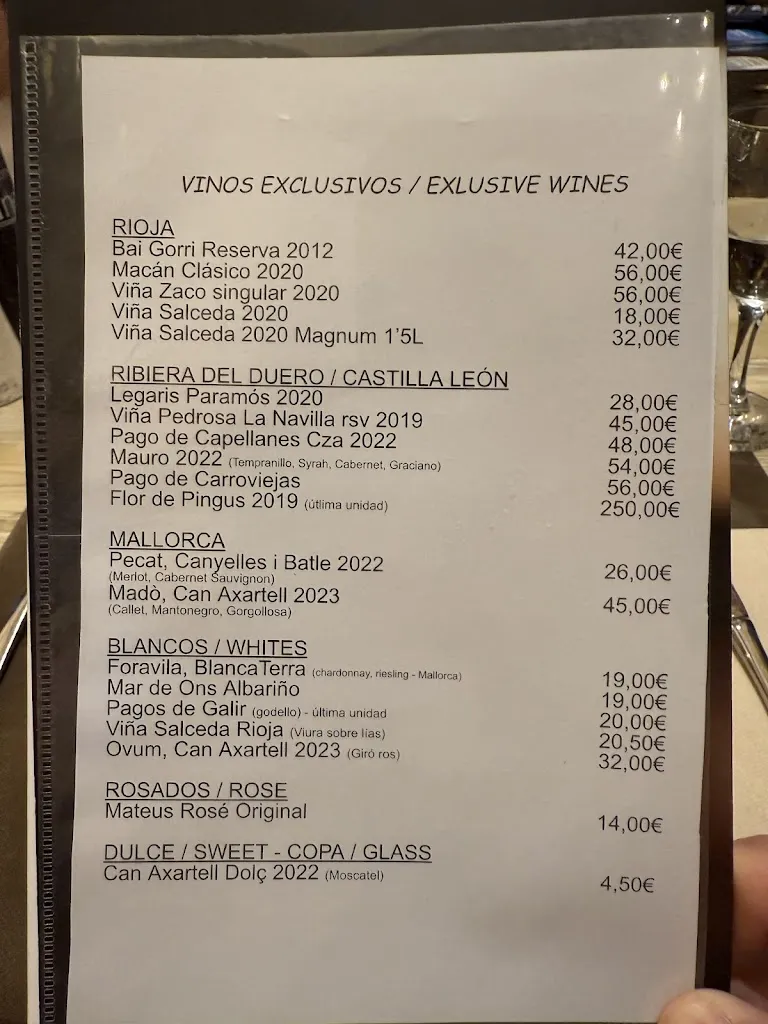 VINOS EXCLUSIVOS / EXLUSIVE WINES
RIOJA
Bai Gorri Reserva 2012 42,00€
Macán Clásico 2020 56,00€
Viña Zaco singular 2020 56,00€
Viña Salceda 2020 18,00€
Viña Salceda 2020 Magnum 1'5L 32,00€
RIBIERA DEL DUERO / CASTILLA LEÓN
Legaris Paramós 2020 28,00€
Viña Pedrosa La Navilla rsv 2019 45,00€
Pago de Capellanes Cza 2022 48,00€
Mauro 2022 (Tempranillo, Syrah, Cabernet, Graciano) 54,00€
Pago de Carroviejas 56,00€
Flor de Pingus 2019 (útlima unidad) 250,00€
MALLORCA
Pecat, Canyelles i Batle 2022 26,00€
(Merlot, Cabernet Sauvignon)
Madò, Can Axartell 2023 45,00€
(Callet, Mantonegro, Gorgollosa)
BLANCOS / WHITES
Foravila, BlancaTerra (chardonnay, riesling - Mallorca) 19,00€
Mar de Ons Albariño 19,00€
Pagos de Galir (godello) - última unidad 20,00€
Viña Salceda Rioja (Viura sobre lías) 20,50€
Ovum, Can Axartell 2023 (Giró ros) 32,00€
ROSADOS / ROSE
Mateus Rosé Original 14,00€
DULCE / SWEET - COPA / GLASS
Can Axartell Dolç 2022 (Moscatel) 4,50€